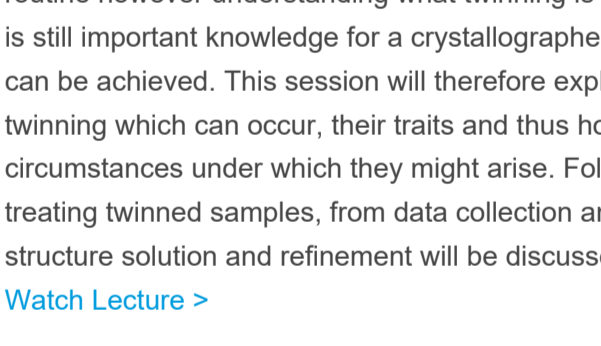 is still important knowledge for a crystallographe
can be achieved. This session will therefore exp
twinning which can occur, their traits and thus
circumstances under which they might arise.
treating twinned samples, from data collection
structure solution and refinement will be discuss
Watch Lecture >